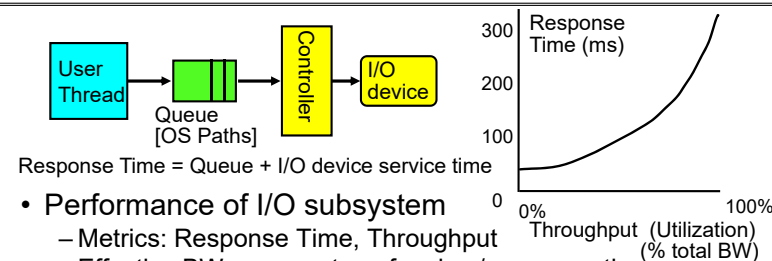 User
Thread
Queue
[OS Paths]
Controller
I/O
device
Response Time = Queue + I/O device service time
300
200
100
0
Response
Time (ms)
0%
100%
Throughput (Utilization)
(% total BW)
• Performance of I/O subsystem
– Metrics: Response Time, Throughput